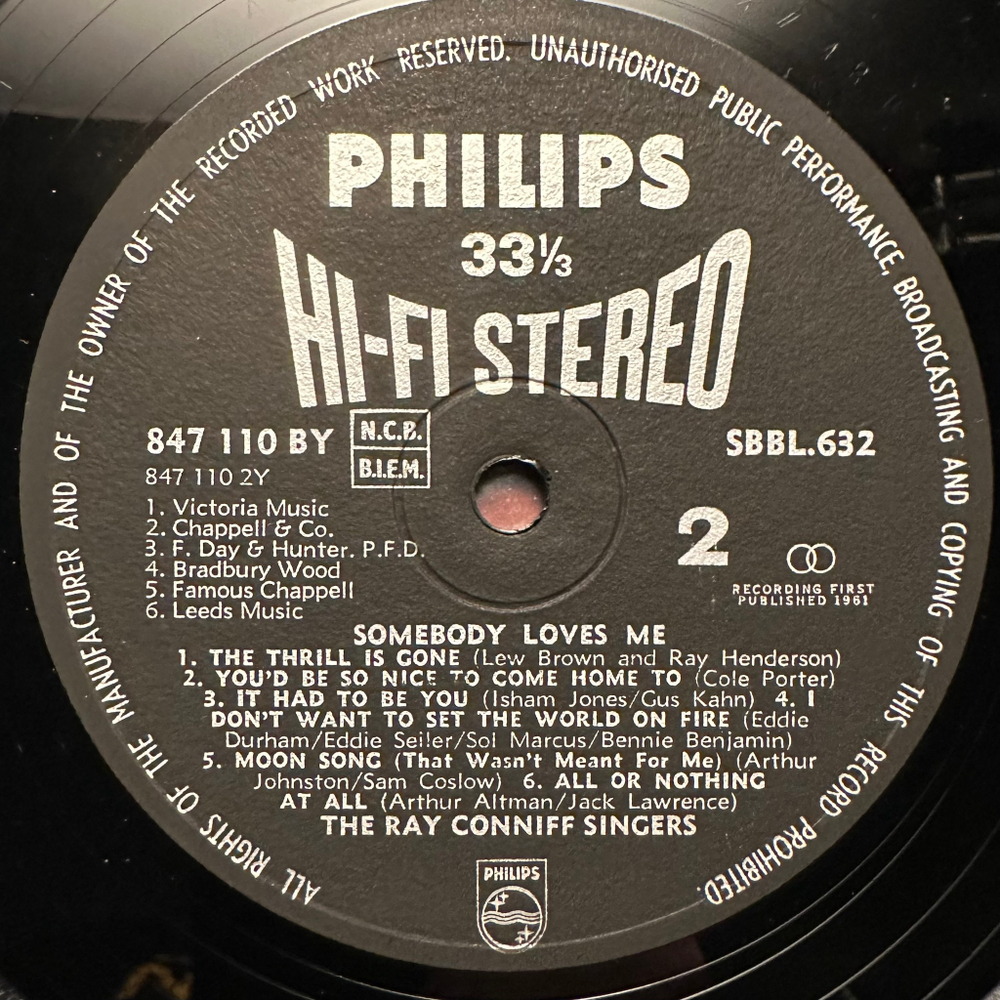 ALL RIGHTS OF THE MANUFACTURER AND OF THE OWNER OF THE RECORDED WORK RESERVED. UNAUTHORISED PUBLIC PERFORMANCE, BROADCASTING AND COPYING OF THIS RECORD PROHIBITED.
PHILIPS
33⅓
HI-FI STEREO
847 110 BY
N.C.B.
B.I.E.M.
SBBL.632
847 110 2Y
1. Victoria Music
2. Chappell & Co.
3. F. Day & Hunter. P.F.D.
4. Bradbury Wood
5. Famous Chappell
6. Leeds Music
2
RECORDING FIRST
PUBLISHED 1961
SOMEBODY LOVES ME
1. THE THRILL IS GONE (Lew Brown and Ray Henderson)
2. YOU'D BE SO NICE TO COME HOME TO (Cole Porter)
3. IT HAD TO BE YOU (Isham Jones/Gus Kahn) 4. I
DON'T WANT TO SET THE WORLD ON FIRE (Eddie
Durham/Eddie Seiler/Sol Marcus/Bennie Benjamin)
5. MOON SONG (That Wasn't Meant For Me) (Arthur
Johnston/Sam Coslow) 6. ALL OR NOTHING
AT ALL (Arthur Altman/Jack Lawrence)
THE RAY CONNIFF SINGERS
PHILIPS